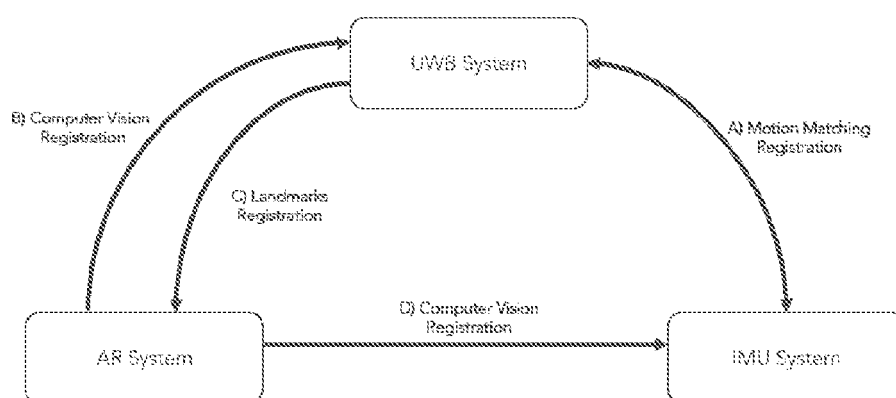 UWB System
B) Computer Vision
Registration
A) Motion Matching
Registration
C) Landmarks
Registration
D) Computer Vision
Registration
AR System
IMU System